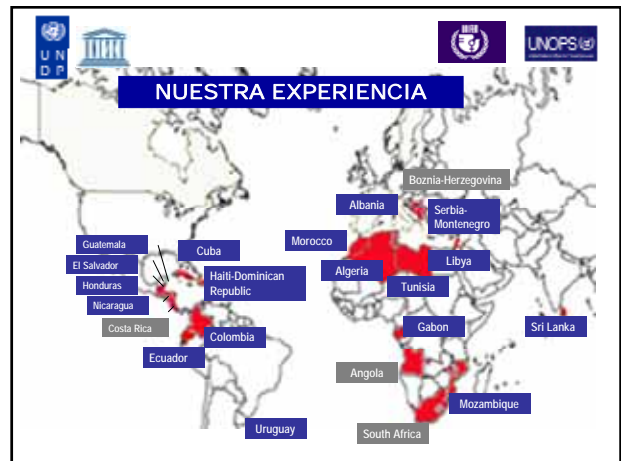 U N
D P
UNOPS
NUESTRA EXPERIENCIA
Boznia-Herzegovina
Albania
Serbia-
Montenegro
Guatemala
Cuba
Morocco
El Salvador
Libya
Haiti-Dominican
Republic
Algeria
Honduras
Tunisia
Nicaragua
Costa Rica
Colombia
Gabon
Sri Lanka
Ecuador
Angola
Mozambique
Uruguay
South Africa